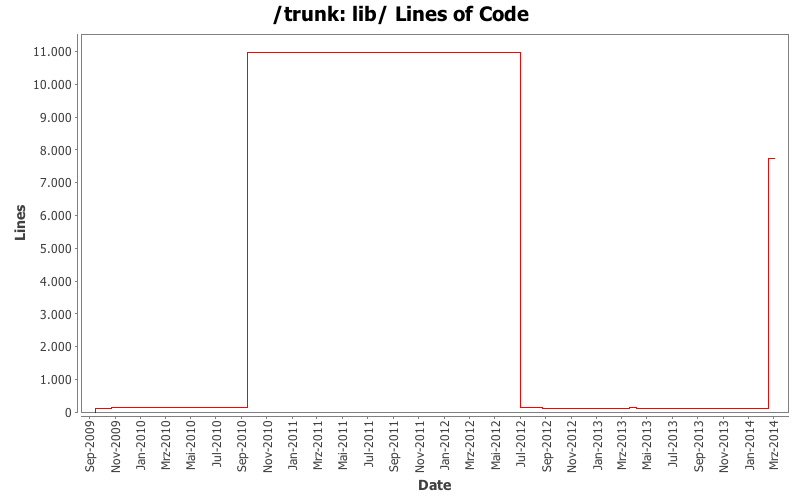 /trunk: lib/ Lines of Code
11.000
10.000
9.000
8.000
7.000
6.000
5.000
4.000
3.000
2.000
1.000
0
Lines
Sep-2009
Nov-2009
Jan-2010
Mrz-2010
Mai-2010
Jul-2010
Sep-2010
Nov-2010
Jan-2011
Mrz-2011
Mai-2011
Jul-2011
Sep-2011
Nov-2011
Jan-2012
Mrz-2012
Mai-2012
Jul-2012
Sep-2012
Nov-2012
Jan-2013
Mrz-2013
Mai-2013
Jul-2013
Sep-2013
Nov-2013
Jan-2014
Mrz-2014
Date